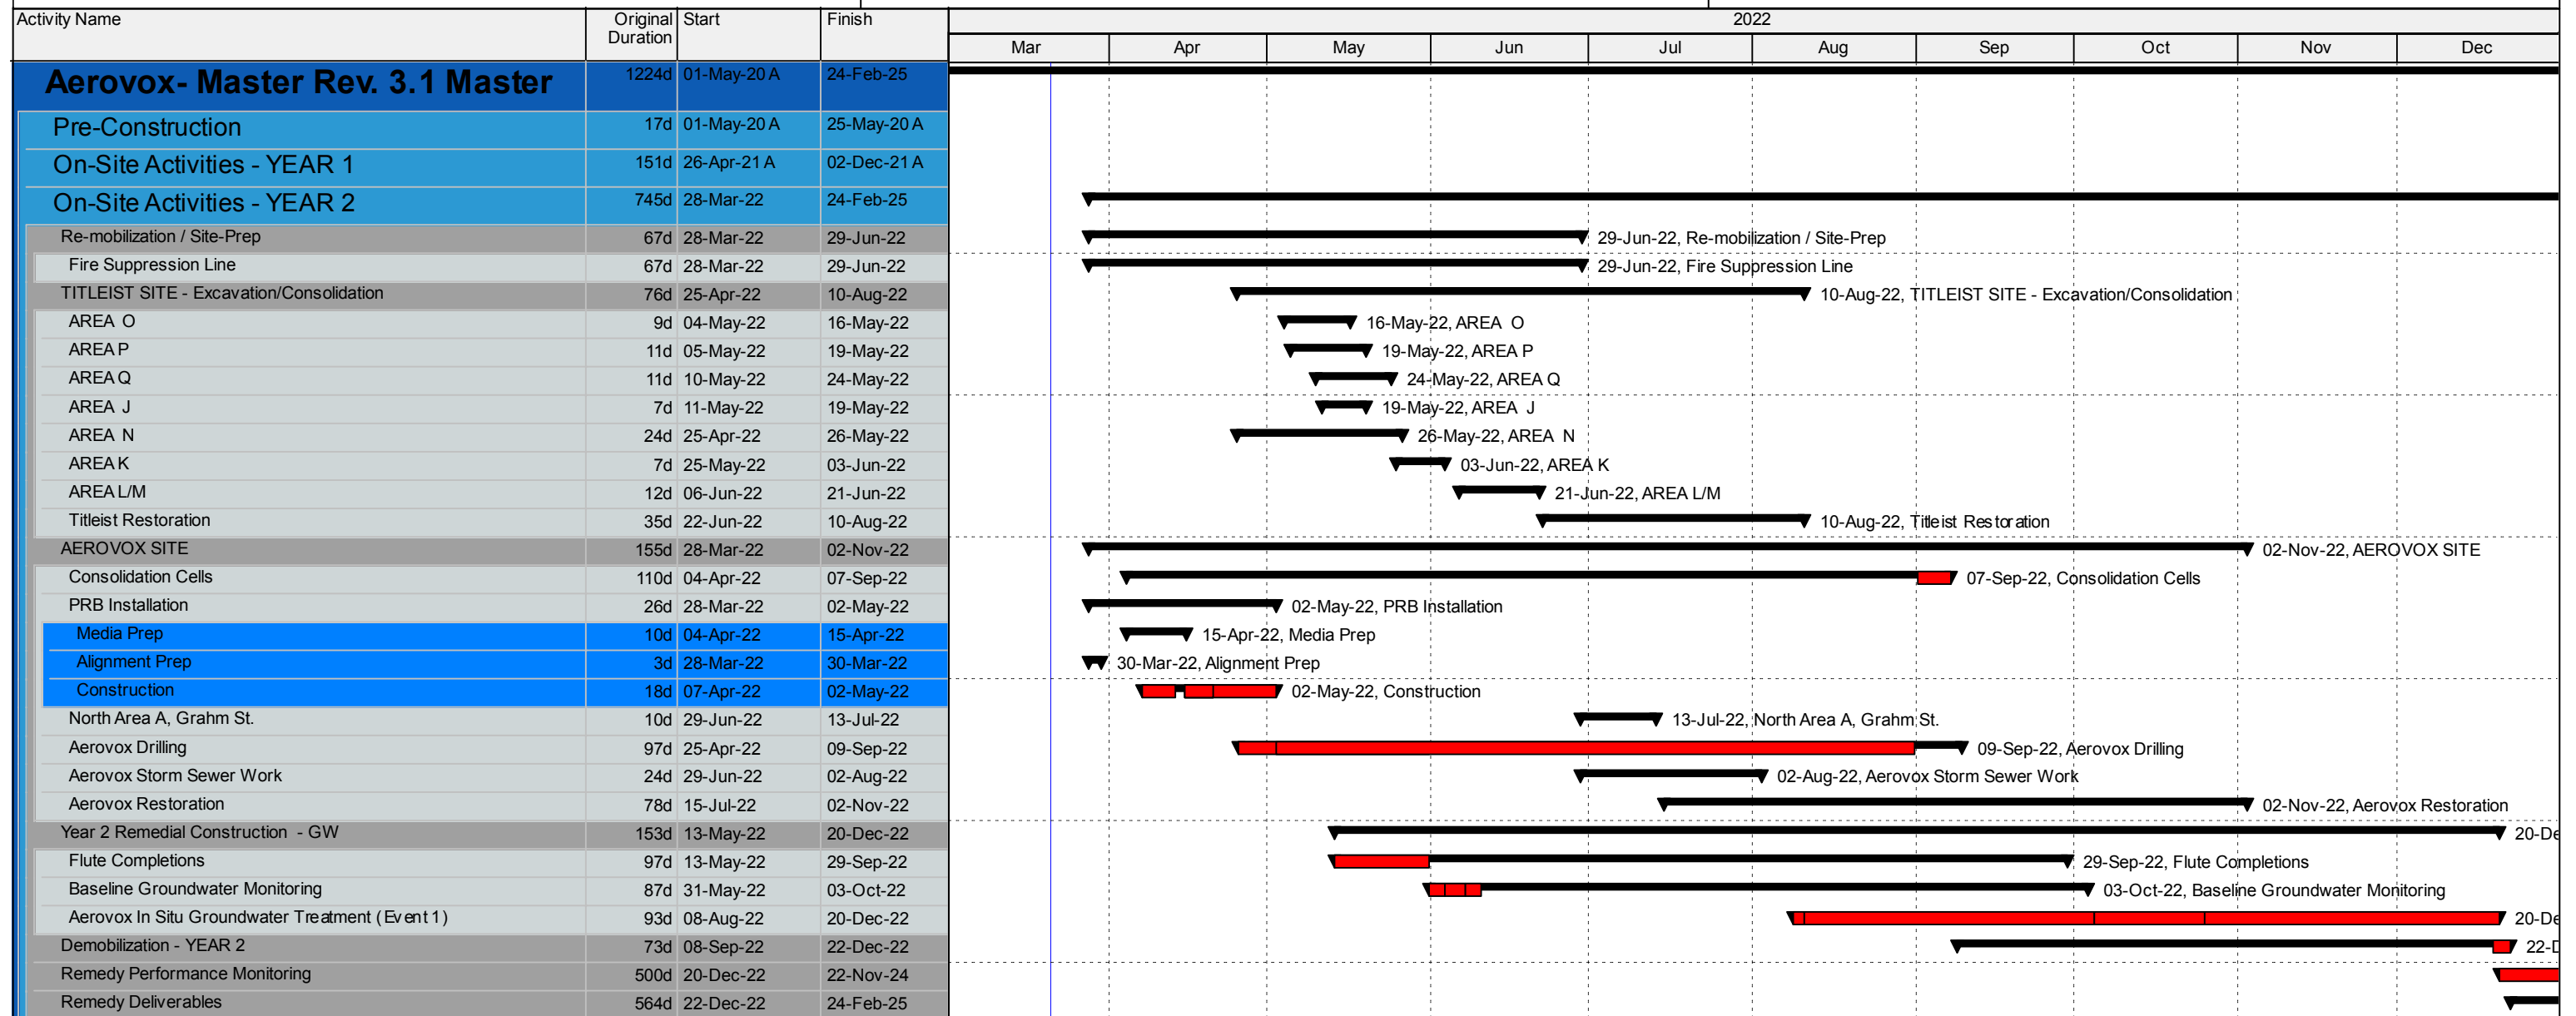 Activity Name Original Duration Start Finish 2022
Mar Apr May Jun Jul Aug Sep Oct Nov Dec
Aerovox- Master Rev. 3.1 Master 1224d 01-May-20 A 24-Feb-25
Pre-Construction 17d 01-May-20 A 25-May-20 A
On-Site Activities - YEAR 1 151d 26-Apr-21 A 02-Dec-21 A
On-Site Activities - YEAR 2 745d 28-Mar-22 24-Feb-25
Re-mobilization / Site-Prep 67d 28-Mar-22 29-Jun-22 29-Jun-22, Re-mobilization / Site-Prep
Fire Suppression Line 67d 28-Mar-22 29-Jun-22 29-Jun-22, Fire Suppression Line
TITLEIST SITE - Excavation/Consolidation 76d 25-Apr-22 10-Aug-22 10-Aug-22, TITLEIST SITE - Excavation/Consolidation
AREA O 9d 04-May-22 16-May-22 16-May-22, AREA O
AREA P 11d 05-May-22 19-May-22 19-May-22, AREA P
AREA Q 11d 10-May-22 24-May-22 24-May-22, AREA Q
AREA J 7d 11-May-22 19-May-22 19-May-22, AREA J
AREA N 24d 25-Apr-22 26-May-22 26-May-22, AREA N
AREA K 7d 25-May-22 03-Jun-22 03-Jun-22, AREA K
AREA L/M 12d 06-Jun-22 21-Jun-22 21-Jun-22, AREA L/M
Titleist Restoration 35d 22-Jun-22 10-Aug-22 10-Aug-22, Titleist Restoration
AEROVOX SITE 155d 28-Mar-22 02-Nov-22 02-Nov-22, AEROVOX SITE
Consolidation Cells 110d 04-Apr-22 07-Sep-22 07-Sep-22, Consolidation Cells
PRB Installation 26d 28-Mar-22 02-May-22 02-May-22, PRB Installation
Media Prep 10d 04-Apr-22 15-Apr-22 15-Apr-22, Media Prep
Alignment Prep 3d 28-Mar-22 30-Mar-22 30-Mar-22, Alignment Prep
Construction 18d 07-Apr-22 02-May-22 02-May-22, Construction
North Area A, Grahm St. 10d 29-Jun-22 13-Jul-22 13-Jul-22, North Area A, Grahm St.
Aerovox Drilling 97d 25-Apr-22 09-Sep-22 09-Sep-22, Aerovox Drilling
Aerovox Storm Sewer Work 24d 29-Jun-22 02-Aug-22 02-Aug-22, Aerovox Storm Sewer Work
Aerovox Restoration 78d 15-Jul-22 02-Nov-22 02-Nov-22, Aerovox Restoration
Year 2 Remedial Construction - GW 153d 13-May-22 20-Dec-22 20-De
Flute Completions 97d 13-May-22 29-Sep-22 29-Sep-22, Flute Completions
Baseline Groundwater Monitoring 87d 31-May-22 03-Oct-22 03-Oct-22, Baseline Groundwater Monitoring
Aerovox In Situ Groundwater Treatment (Event 1) 93d 08-Aug-22 20-Dec-22 20-De
Demobilization - YEAR 2 73d 08-Sep-22 22-Dec-22 22-D
Remedy Performance Monitoring 500d 20-Dec-22 22-Nov-24
Remedy Deliverables 564d 22-Dec-22 24-Feb-25